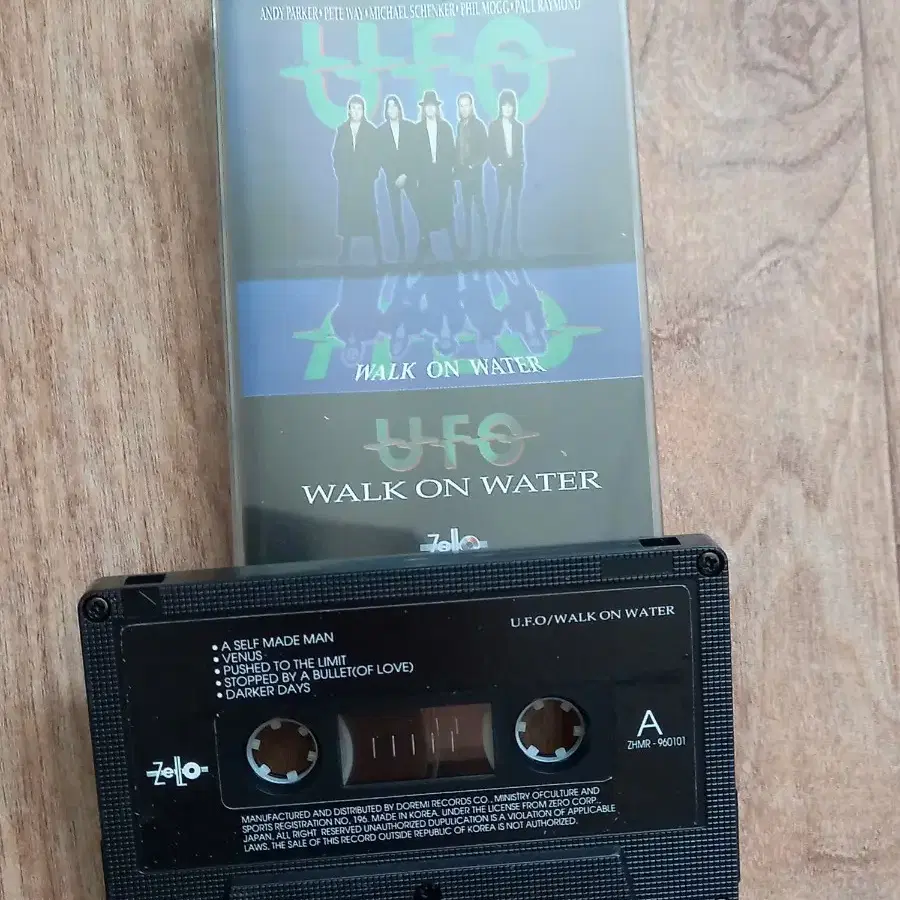 ANDY PARKER • PETE WAY • MICHAEL SCHENKER • PHIL MOGG • PAUL RAYMOND
UFO
WALK ON WATER
UFO
WALK ON WATER
Zello
U.F.O/WALK ON WATER
• A SELF MADE MAN
• VENUS
• PUSHED TO THE LIMIT
• STOPPED BY A BULLET(OF LOVE)
• DARKER DAYS
A
ZHMR - 960101
Zello
MANUFACTURED AND DISTRIBUTED BY DOREMI RECORDS CO., MINISTRY OFCULTURE AND
SPORTS REGISTRATION NO. 196. MADE IN KOREA, UNDER THE LICENSE FROM ZERO CORP.,
JAPAN. ALL RIGHT RESERVED UNAUTHORIZED DUPULICATION IS A VIOLATION OF APPLICABLE
LAWS. THE SALE OF THIS RECORD OUTSIDE REPUBLIC OF KOREA IS NOT AUTHORIZED.